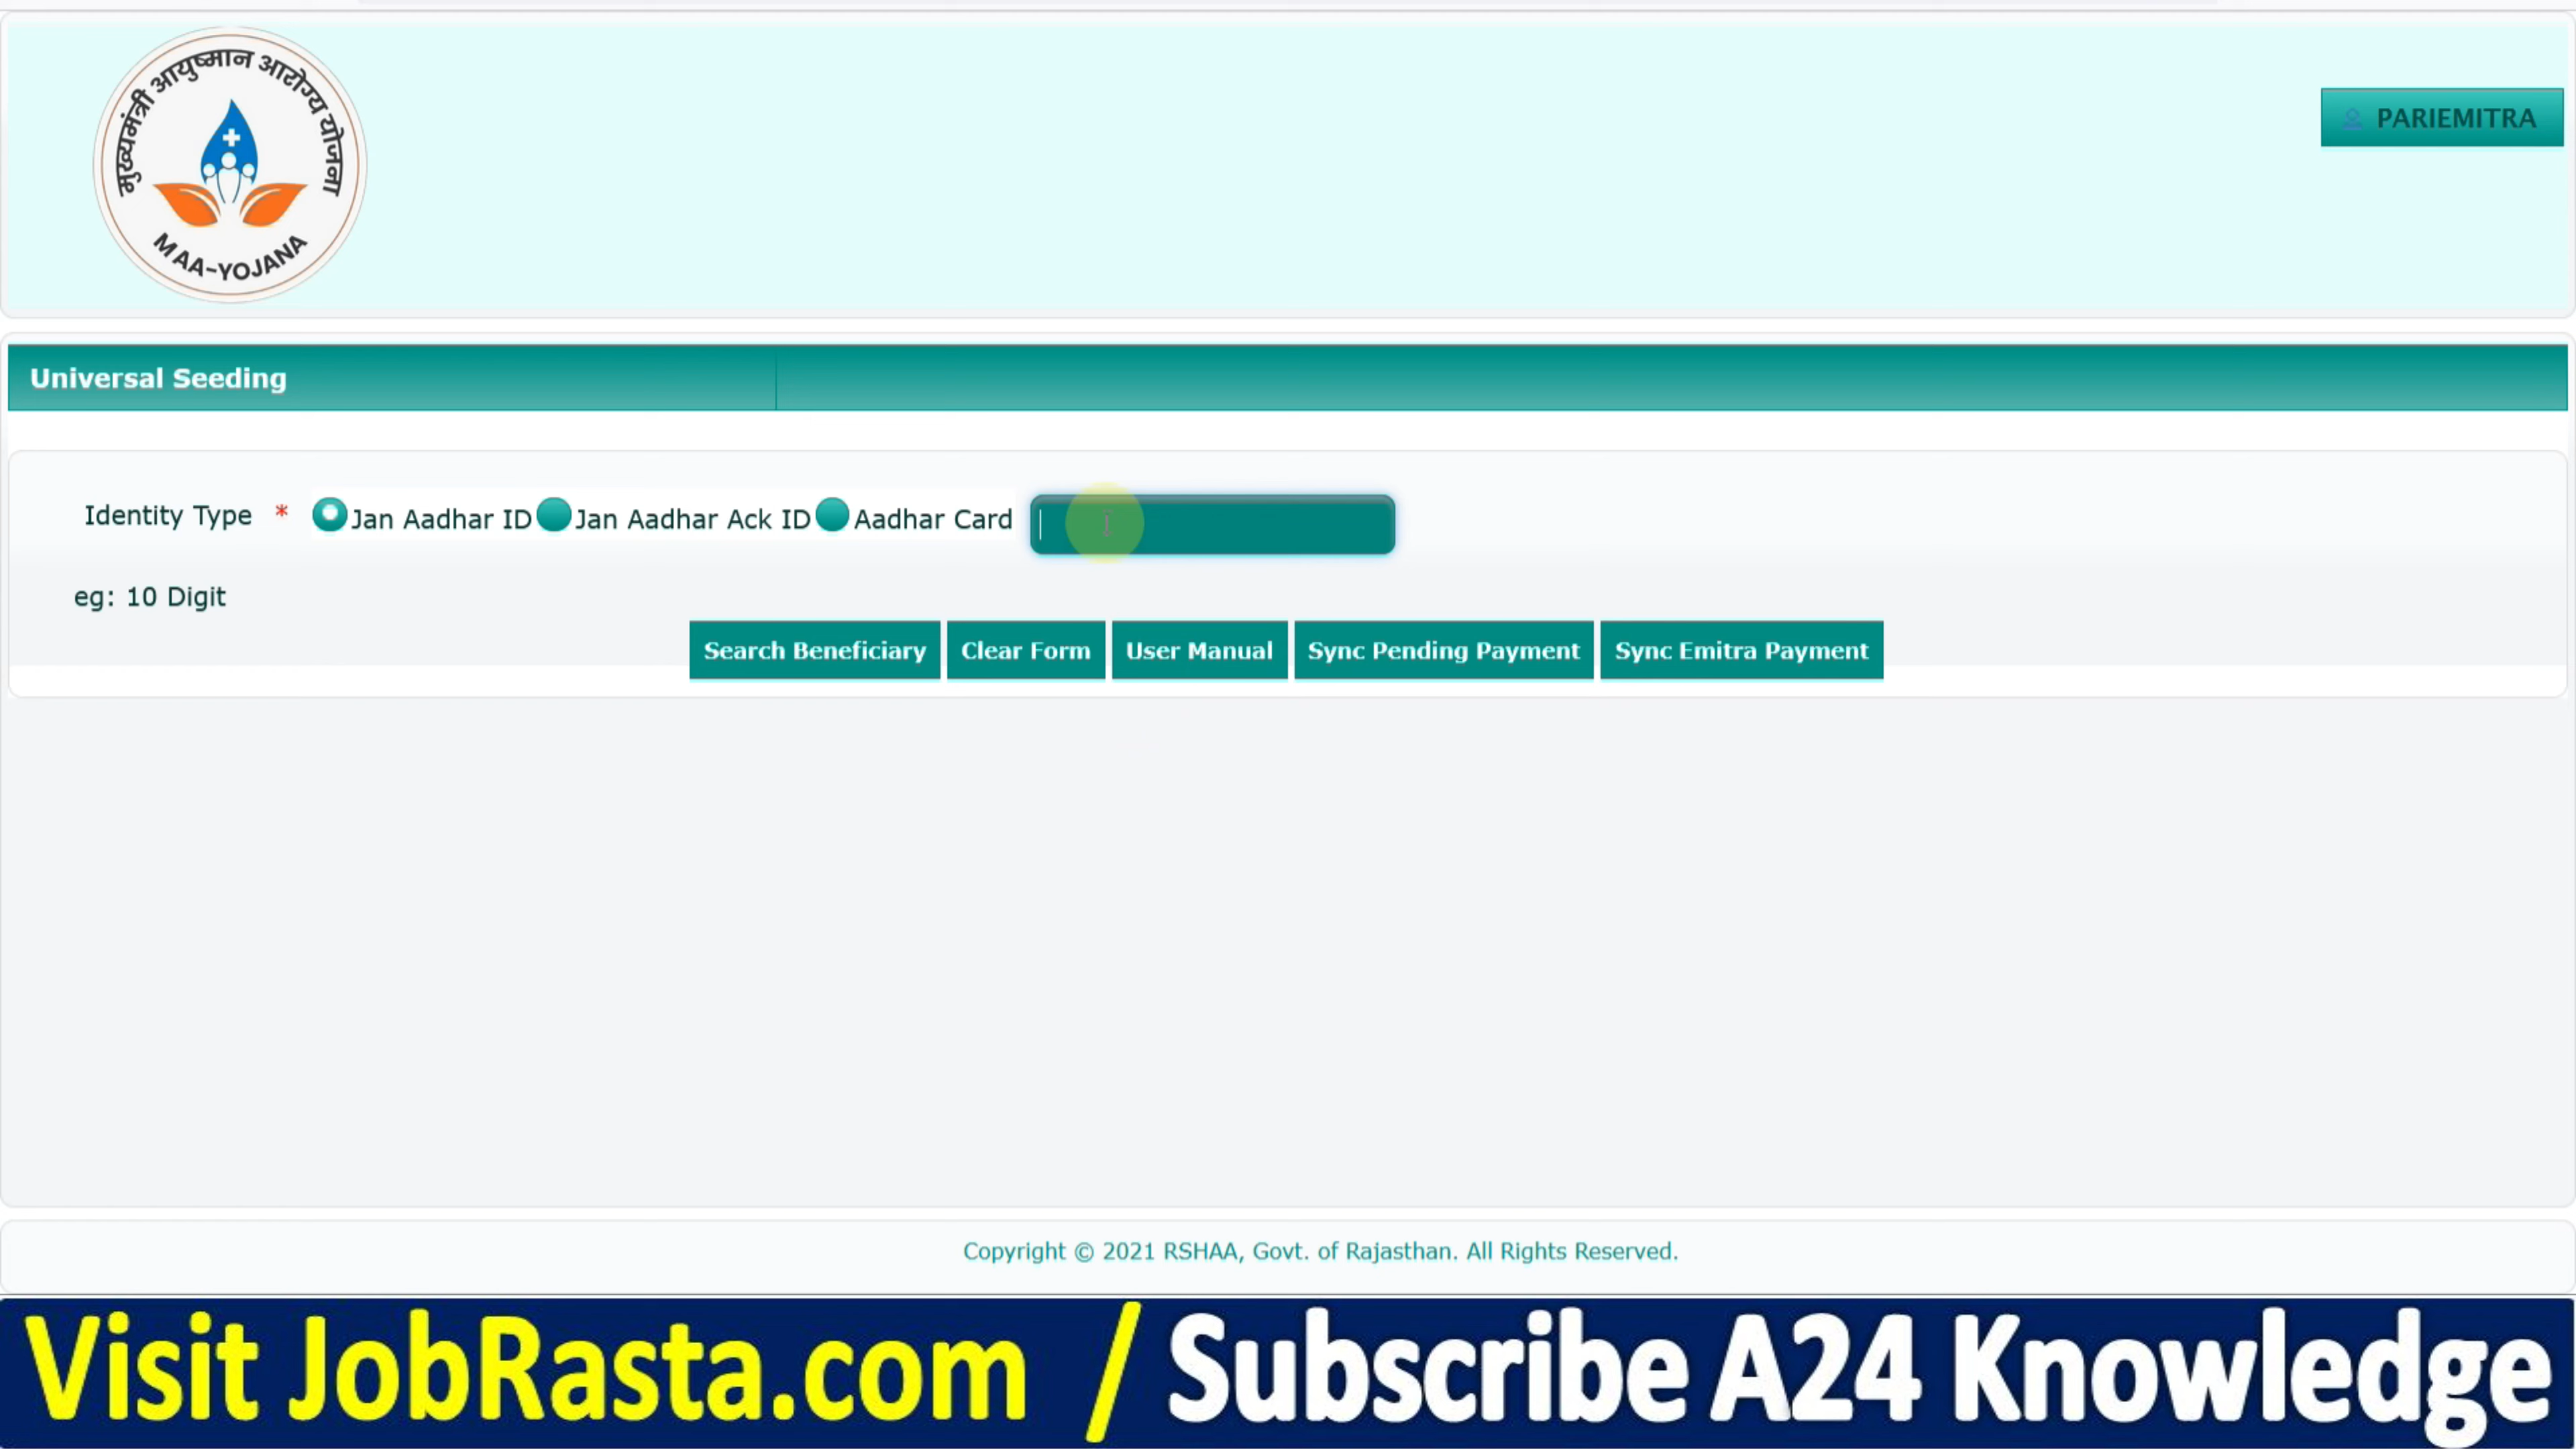 मुख्यमंत्री आयुष्मान आरोग्य योजना
MAA-YOJANA
PARIEMITRA
Universal Seeding
Identity Type * Jan Aadhar ID Jan Aadhar Ack ID Aadhar Card
eg: 10 Digit
Search Beneficiary Clear Form User Manual Sync Pending Payment Sync Emitra Payment
Copyright © 2021 RSHAA, Govt. of Rajasthan. All Rights Reserved.
Visit JobRasta.com / Subscribe A24 Knowledge